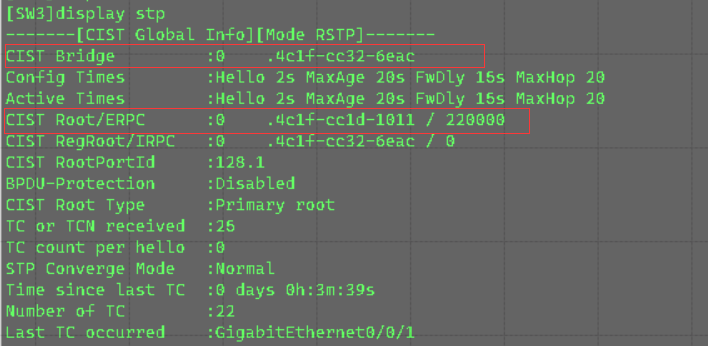 [SW3]display stp
-------[CIST Global Info][Mode RSTP]-------
CIST Bridge         :0    .4c1f-cc32-6eac
Config Times        :Hello 2s MaxAge 20s FwDly 15s MaxHop 20
Active Times        :Hello 2s MaxAge 20s FwDly 15s MaxHop 20
CIST Root/ERPC      :0    .4c1f-cc1d-1011 / 220000
CIST RegRoot/IRPC   :0    .4c1f-cc32-6eac / 0
CIST RootPortId     :128.1
BPDU-Protection     :Disabled
CIST Root Type      :Primary root
TC or TCN received  :25
TC count per hello  :0
STP Converge Mode   :Normal
Time since last TC  :0 days 0h:3m:39s
Number of TC        :22
Last TC occurred    :GigabitEthernet0/0/1